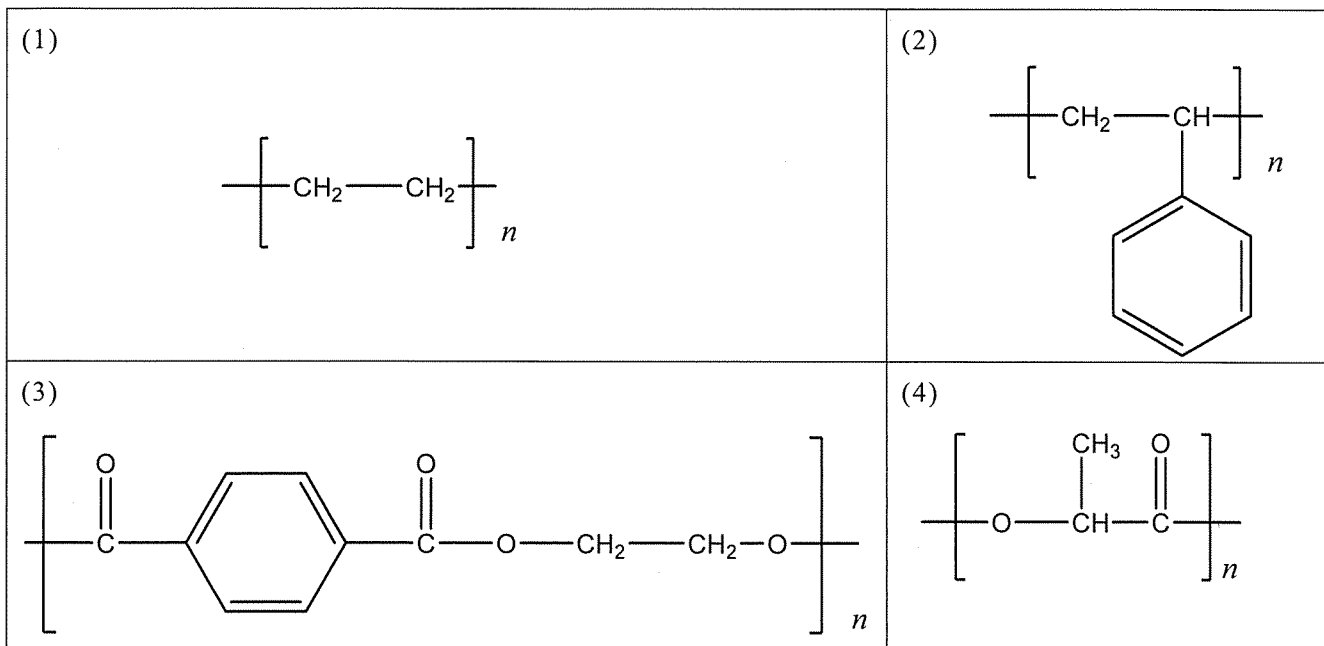 (1)
CH₂ CH₂
n
(2)
CH₂ CH
n
(3)
O O
C C O CH₂ CH₂ O
n
(4)
CH₃ O
O CH C
n